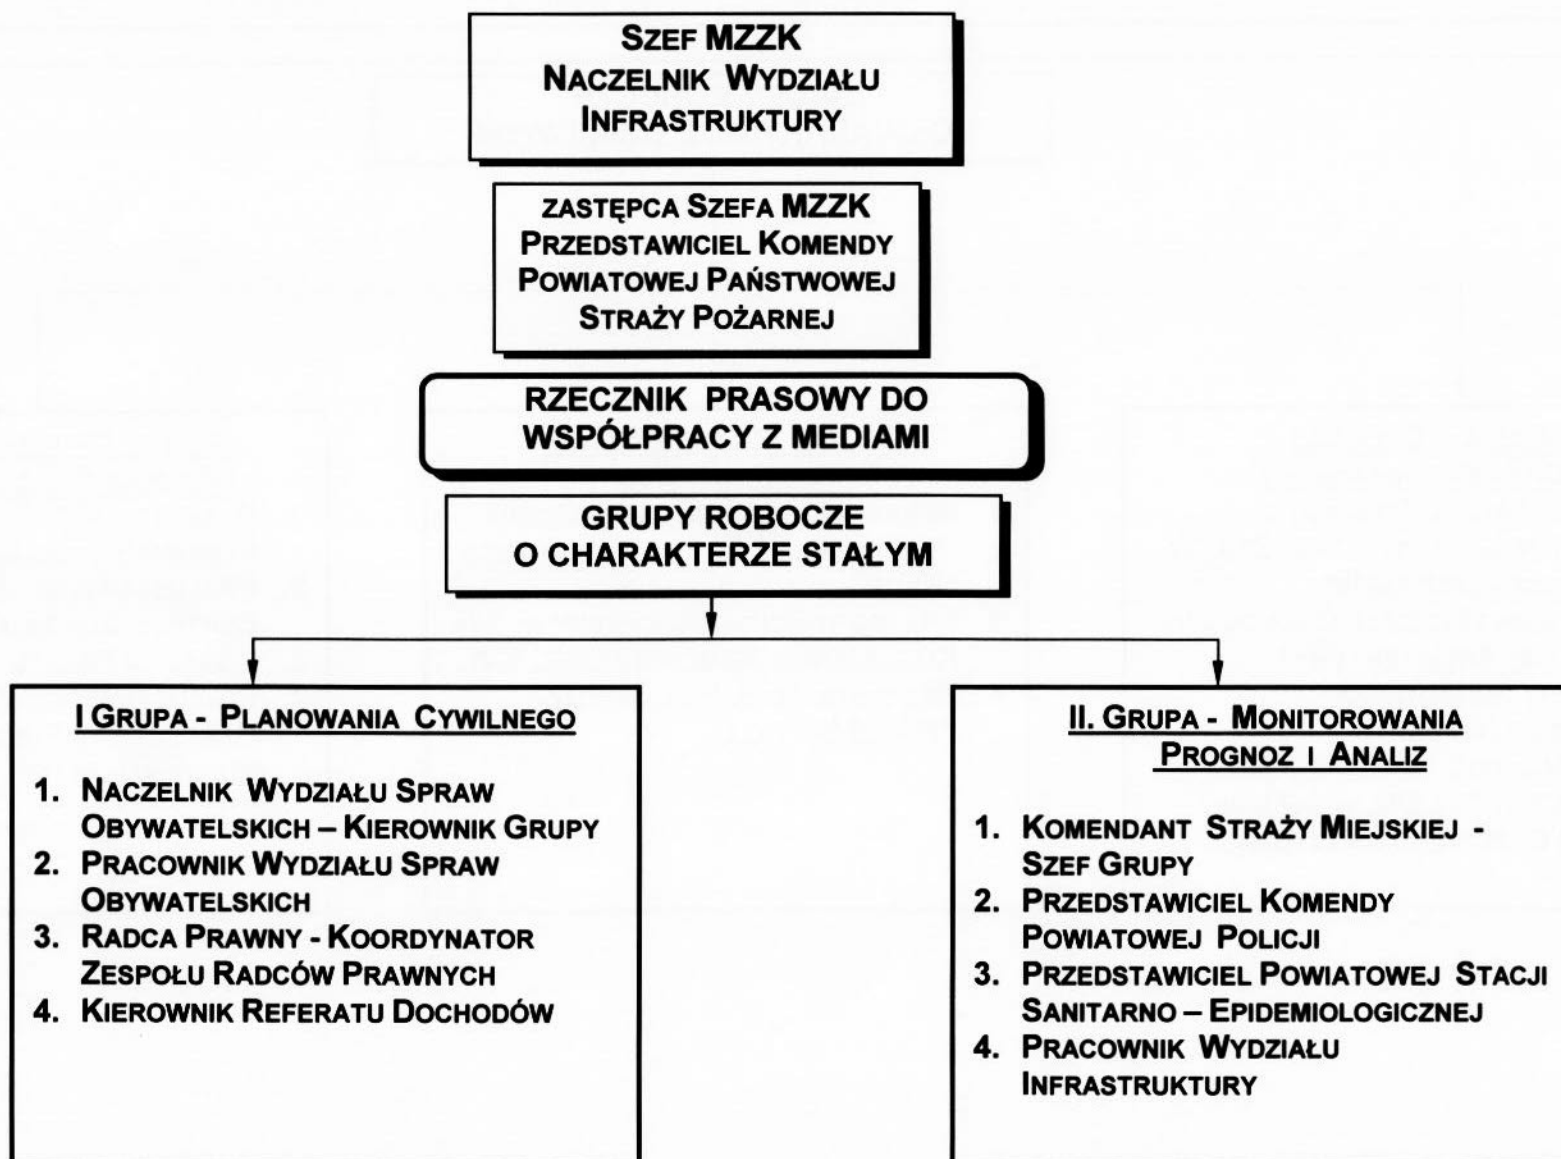 SZEF MZZK
NACZELNIK WYDZIAŁU
INFRASTRUKTURY
ZASTĘPCA SZEFA MZZK
PRZEDSTAWICIEL KOMENDY
POWIATOWEJ PAŃSTWOWEJ
STRAŻY POŻARNEJ
RZECZNIK PRASOWY DO
WSPÓŁPRACY Z MEDIAMI
GRUPY ROBOCZE
O CHARAKTERZE STAŁYM
I GRUPA - PLANOWANIA CYWILNEGO
1. NACZELNIK WYDZIAŁU SPRAW
OBYWATELSKICH – KIEROWNIK GRUPY
2. PRACOWNIK WYDZIAŁU SPRAW
OBYWATELSKICH
3. RADCA PRAWNY - KOORDYNATOR
ZESPOŁU RADCÓW PRAWNYCH
4. KIEROWNIK REFERATU DOCHODÓW
II. GRUPA - MONITOROWANIA
PROGNOZ I ANALIZ
1. KOMENDANT STRAŻY MIEJSKIEJ -
SZEF GRUPY
2. PRZEDSTAWICIEL KOMENDY
POWIATOWEJ POLICJI
3. PRZEDSTAWICIEL POWIATOWEJ STACJI
SANITARNO – EPIDEMIOLOGICZNEJ
4. PRACOWNIK WYDZIAŁU
INFRASTRUKTURY